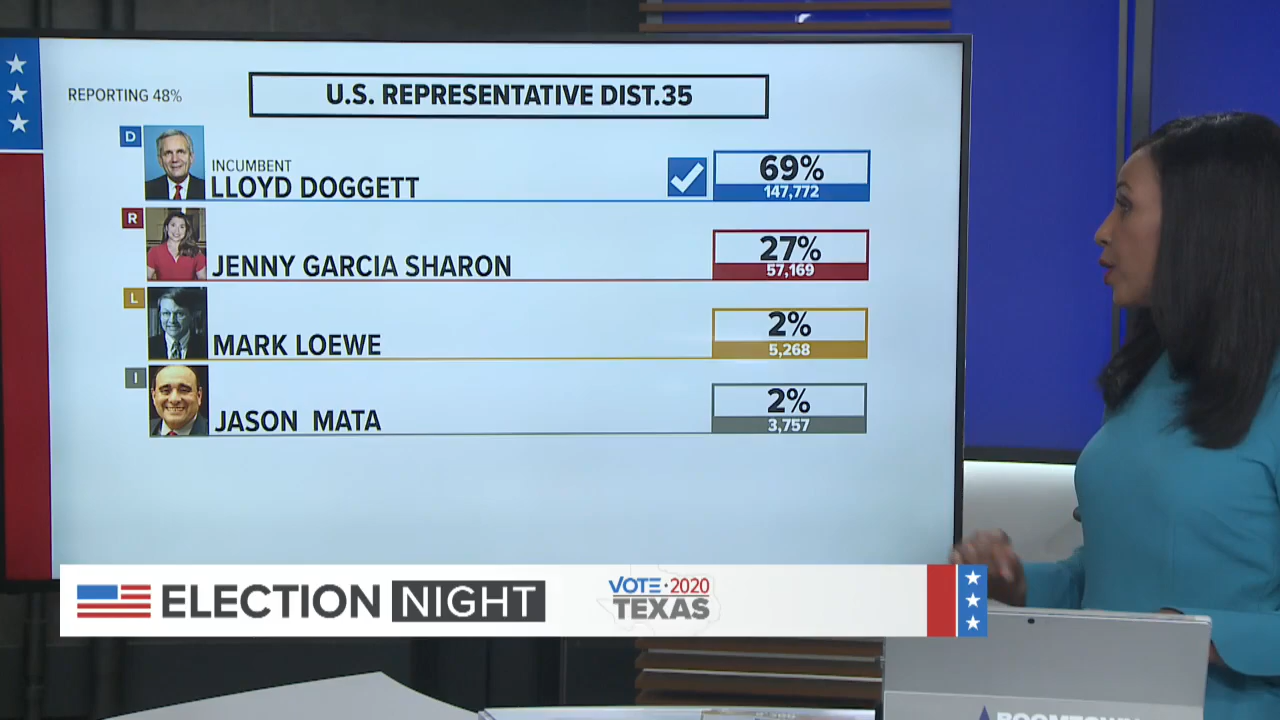 REPORTING 48%
U.S. REPRESENTATIVE DIST.35
D
INCUMBENT
LLOYD DOGGETT
69%
147,772
R
JENNY GARCIA SHARON
27%
57,169
L
MARK LOEWE
2%
5,268
I
JASON MATA
2%
3,757
ELECTION NIGHT
VOTE • 2020
TEXAS
BOOMTOWN